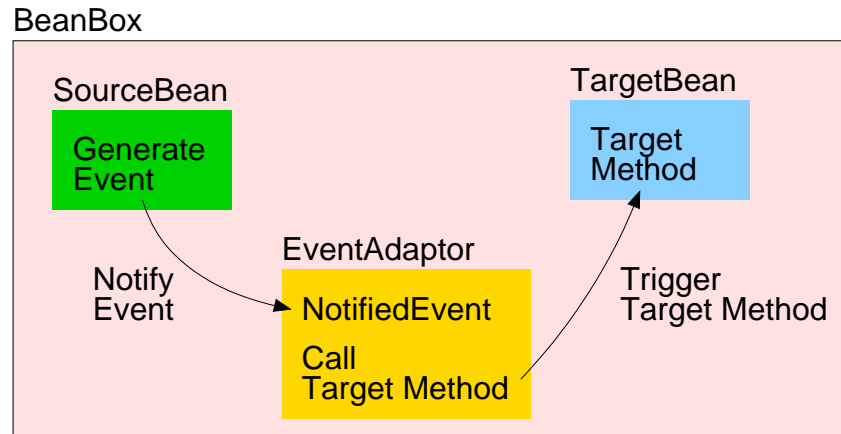 BeanBox
SourceBean
Generate
Event
TargetBean
Target
Method
Notify
Event
EventAdaptor
NotifiedEvent
Call
Target Method
Trigger
Target Method